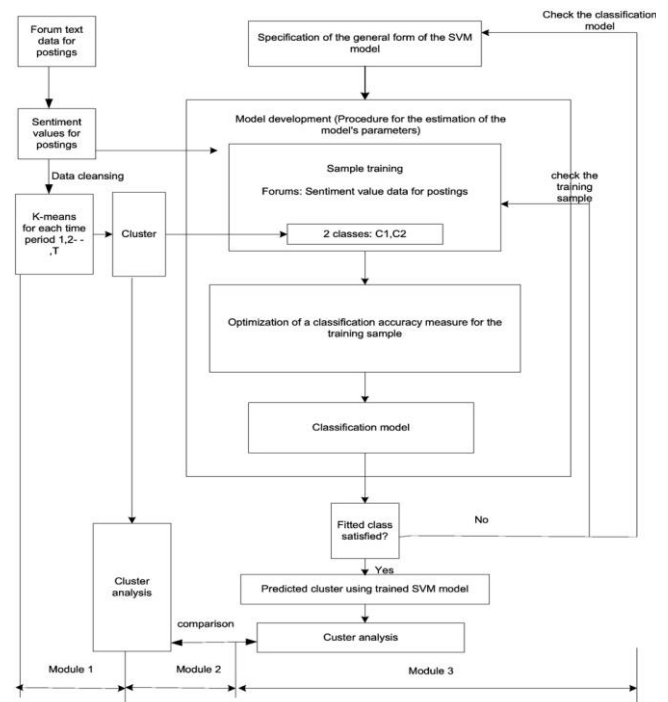 Forum text
data for
postings
Specification of the general form of the SVM
model
Check the classification
model
Sentiment
values for
postings
Data cleansing
K-means
for each time
period 1,2- -
,T
Cluster
Model development (Procedure for the estimation of the
model's parameters)
Sample training
Forums: Sentiment value data for postings
2 classes: C1,C2
check the
training
sample
Optimization of a classification accuracy measure for the
training sample
Classification model
Fitted class
satisfied?
No
Yes
Predicted cluster using trained SVM model
Cluster
analysis
comparison
Custer analysis
Module 1
Module 2
Module 3